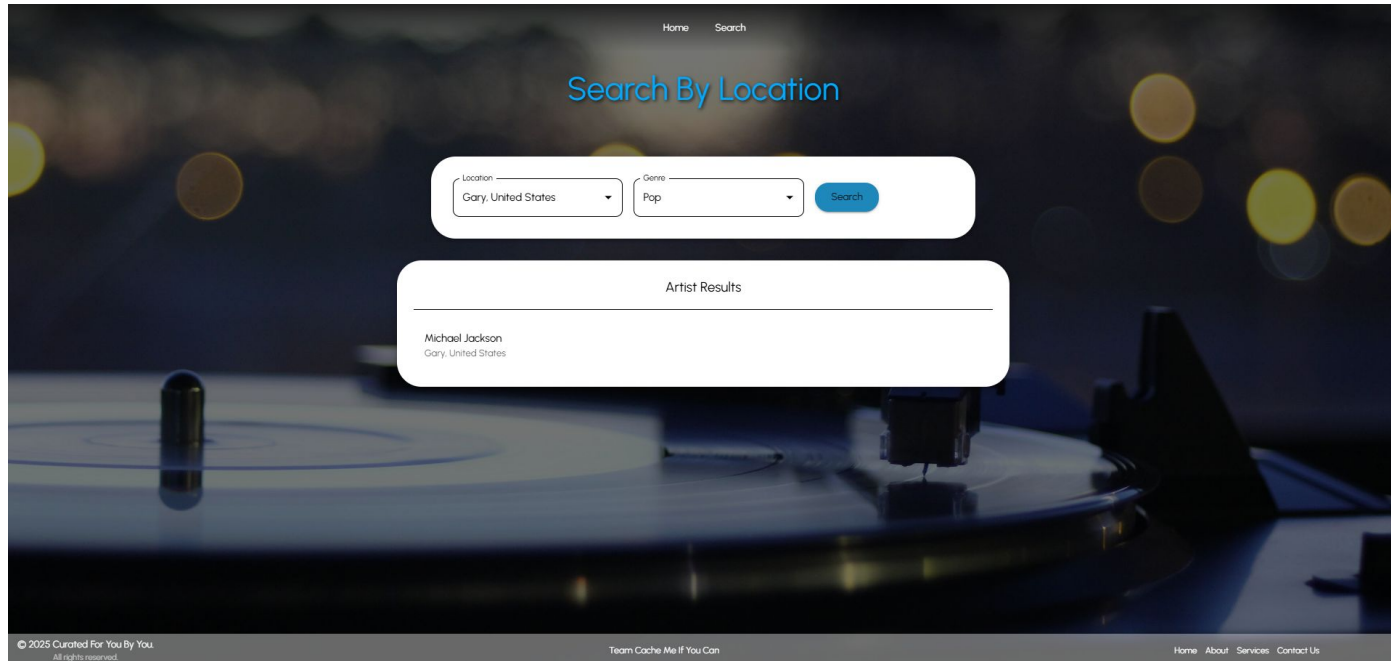 Home Search
Search By Location
Location Genre
Gary, United States Pop Search
Artist Results
Michael Jackson
Gary, United States
© 2025 Curated For You By You.
All rights reserved.
Team Cache Me If You Can
Home About Services Contact Us